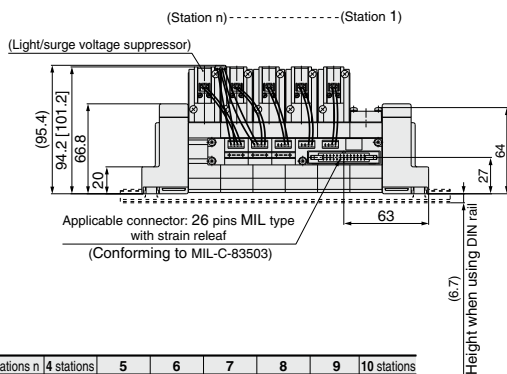 (Station n)
(Station 1)
(Light/surge voltage suppressor)
(95.4)
94.2 [101.2]
66.8
20
64
27
63
Applicable connector: 26 pins MIL type
with strain releaf
(Conforming to MIL-C-83503)
(6.7)
Height when using DIN rail
ations n 4 stations 5 6 7 8 9 10 stations